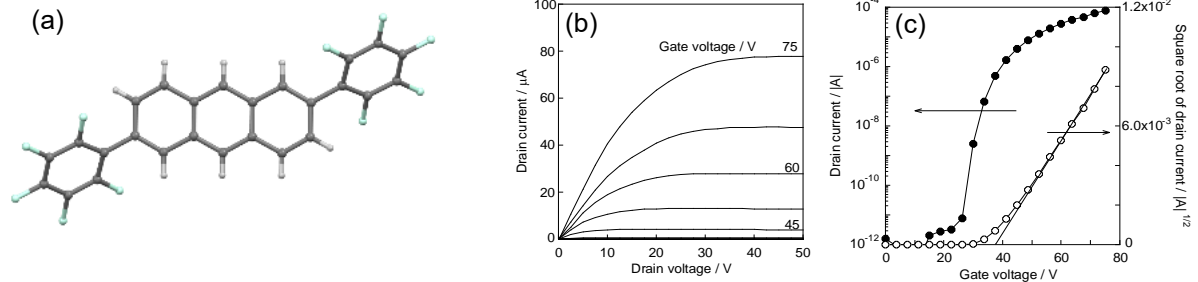 (a)
(b)
100
80
60
40
20
0
Drain current / μA
Gate voltage / V
75
60
45
0 10 20 30 40 50
Drain voltage / V
(c)
10-4
10-6
10-8
10-10
10-12
Drain current / |A|
1.2x10-2
6.0x10-3
0
Square root of drain current / |A| 1/2
0 20 40 60 80
Gate voltage / V